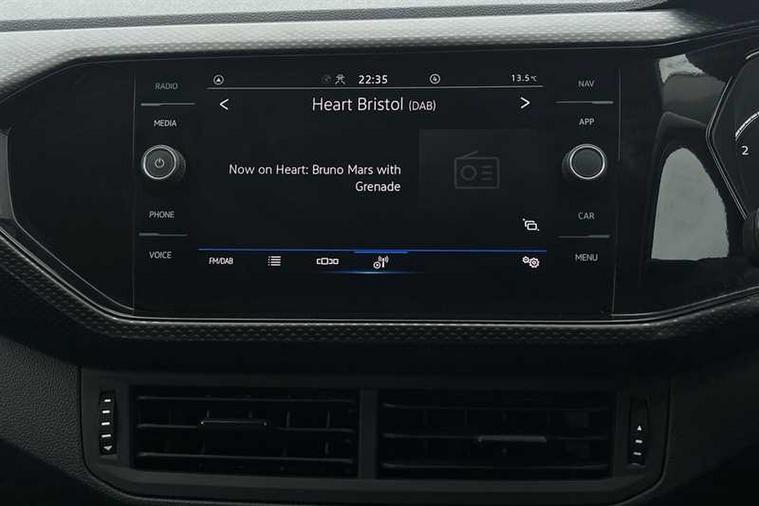 RADIO
MEDIA
PHONE
VOICE
4
22:35
13.5°C
Heart Bristol (DAB)
Now on Heart: Bruno Mars with
Grenade
FM/DAB
NAV
APP
CAR
MENU
2